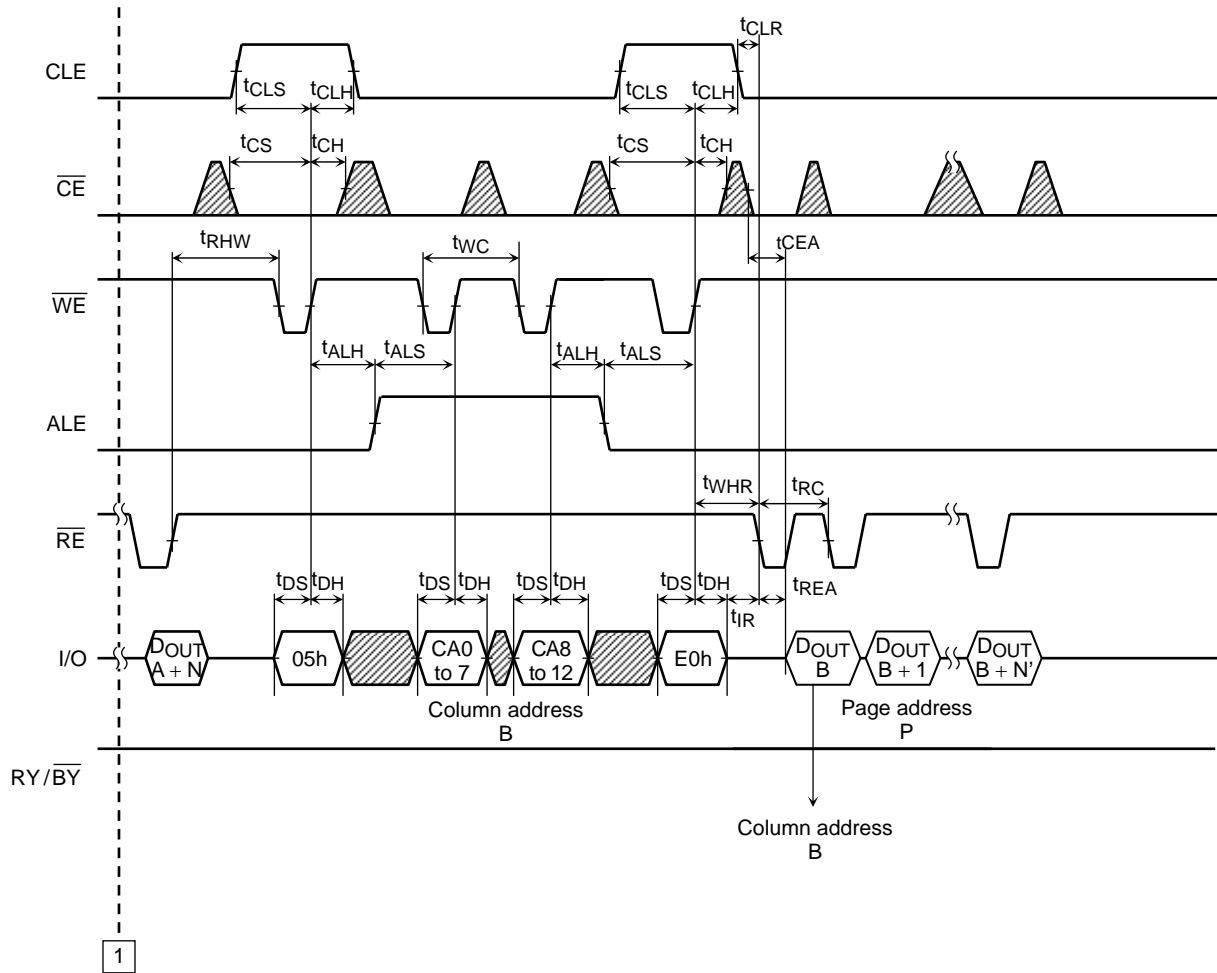 tCLR
CLE
tCLS tCLH tCLS tCLH
tCS tCH tCS tCH
CE
tRHW tWC tCEA
WE
tALH tALS tALH tALS
ALE
tWHR tRC
RE
tDS tDH tDS tDH tDS tDH tDS tDH tREA
tIR
I/O
DOUT
A + N
05h
CA0
to 7
CA8
to 12
E0h
DOUT
B
DOUT
B + 1
DOUT
B + N’
Column address
B
Page address
P
RY/BY
Column address
B
1